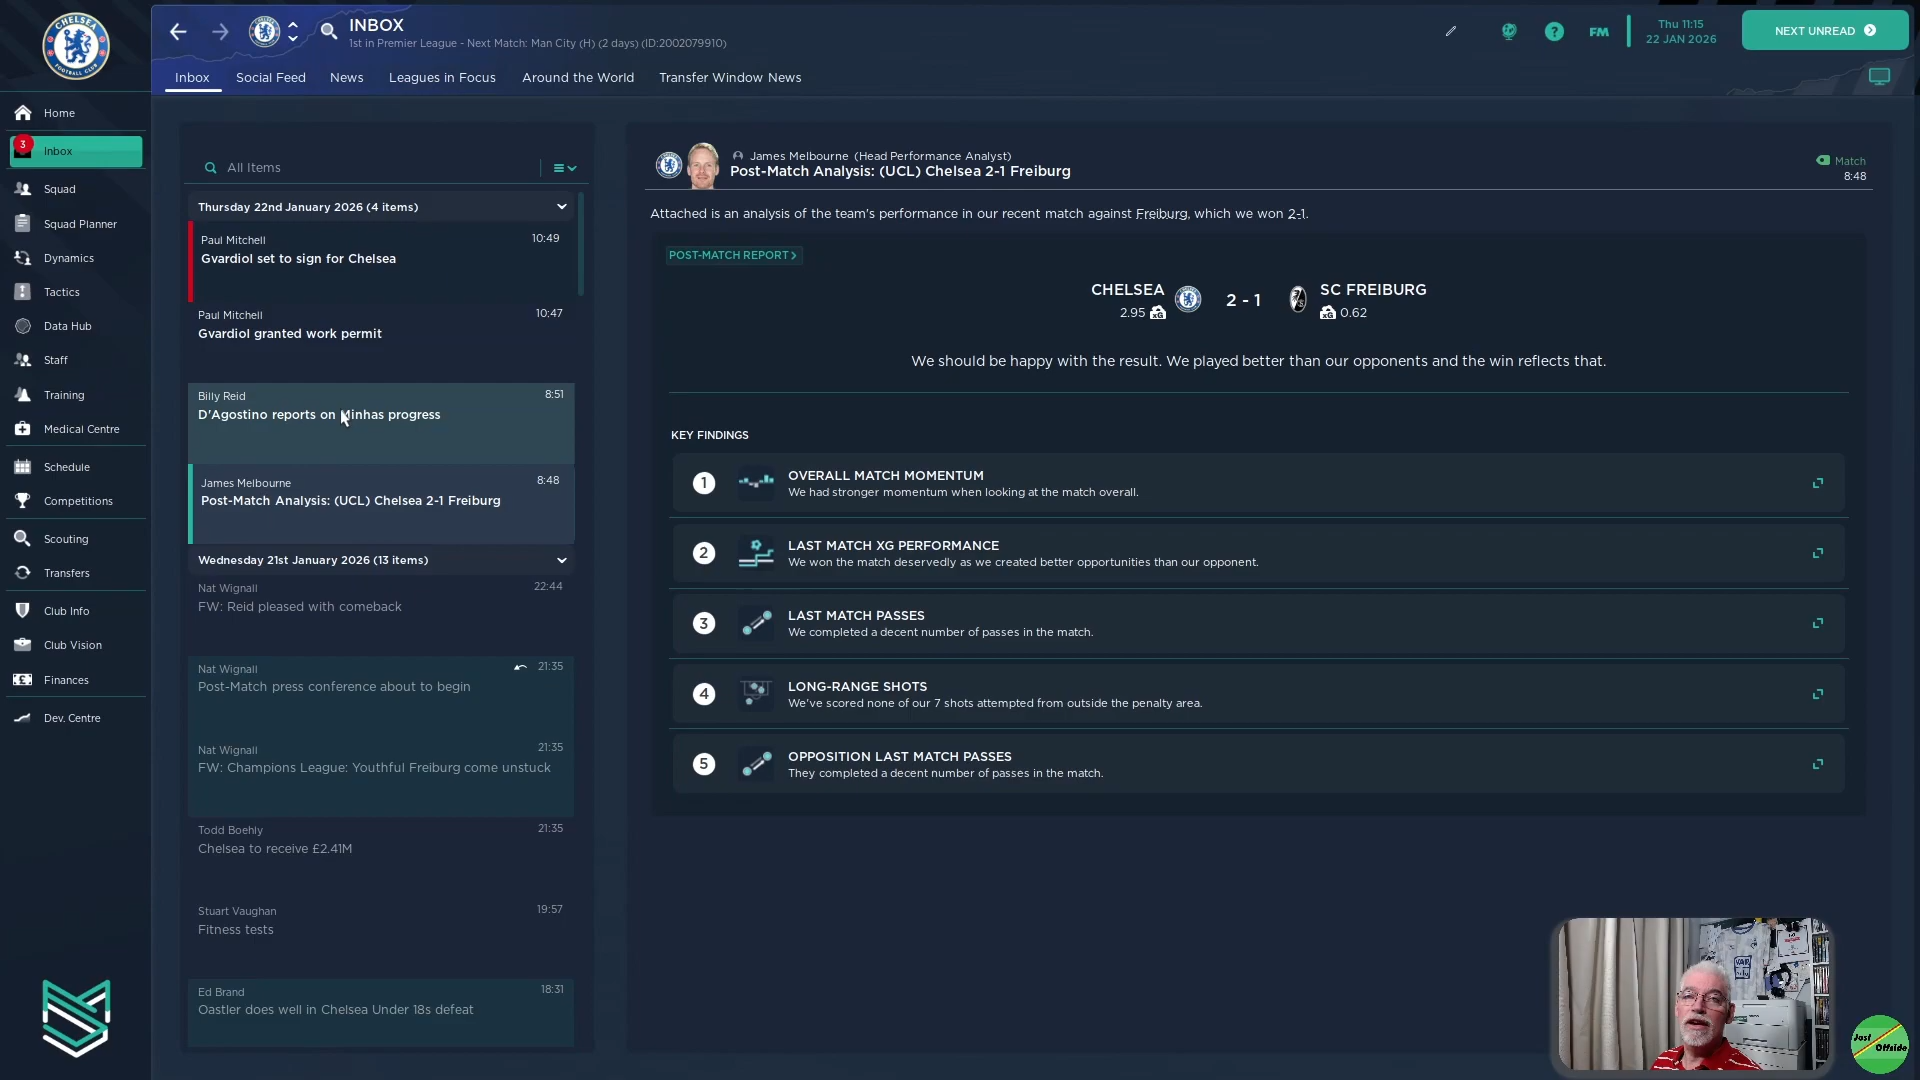 INBOX
1st in Premier League - Next Match: Man City (H) (2 days) (ID:2002079910)
FM
Thu 11:15
22 JAN 2026
NEXT UNREAD
Inbox
Social Feed
News
Leagues in Focus
Around the World
Transfer Window News
CHELSEA
FOOTBALL CLUB
Home
3
Inbox
Squad
Squad Planner
Dynamics
Tactics
Data Hub
Staff
Training
Medical Centre
Schedule
Competitions
Scouting
Transfers
Club Info
Club Vision
Finances
Dev. Centre
All Items
Thursday 22nd January 2026 (4 items)
Paul Mitchell 10:49
Gvardiol set to sign for Chelsea
Paul Mitchell 10:47
Gvardiol granted work permit
Billy Reid 8:51
D'Agostino reports on Minhas progress
James Melbourne 8:48
Post-Match Analysis: (UCL) Chelsea 2-1 Freiburg
Wednesday 21st January 2026 (13 items)
Nat Wignall 22:44
FW: Reid pleased with comeback
Nat Wignall 21:35
Post-Match press conference about to begin
Nat Wignall 21:35
FW: Champions League: Youthful Freiburg come unstuck
Todd Boehly 21:35
Chelsea to receive £2.41M
Stuart Vaughan 19:57
Fitness tests
Ed Brand 18:31
Oastler does well in Chelsea Under 18s defeat
James Melbourne (Head Performance Analyst)
Post-Match Analysis: (UCL) Chelsea 2-1 Freiburg
Match
8:48
Attached is an analysis of the team's performance in our recent match against Freiburg, which we won 2-1.
POST-MATCH REPORT
CHELSEA 2 - 1 SC FREIBURG
2.95 xG xG 0.62
We should be happy with the result. We played better than our opponents and the win reflects that.
KEY FINDINGS
1 OVERALL MATCH MOMENTUM
We had stronger momentum when looking at the match overall.
2 LAST MATCH XG PERFORMANCE
We won the match deservedly as we created better opportunities than our opponent.
3 LAST MATCH PASSES
We completed a decent number of passes in the match.
4 LONG-RANGE SHOTS
We've scored none of our 7 shots attempted from outside the penalty area.
5 OPPOSITION LAST MATCH PASSES
They completed a decent number of passes in the match.
Just
Offside